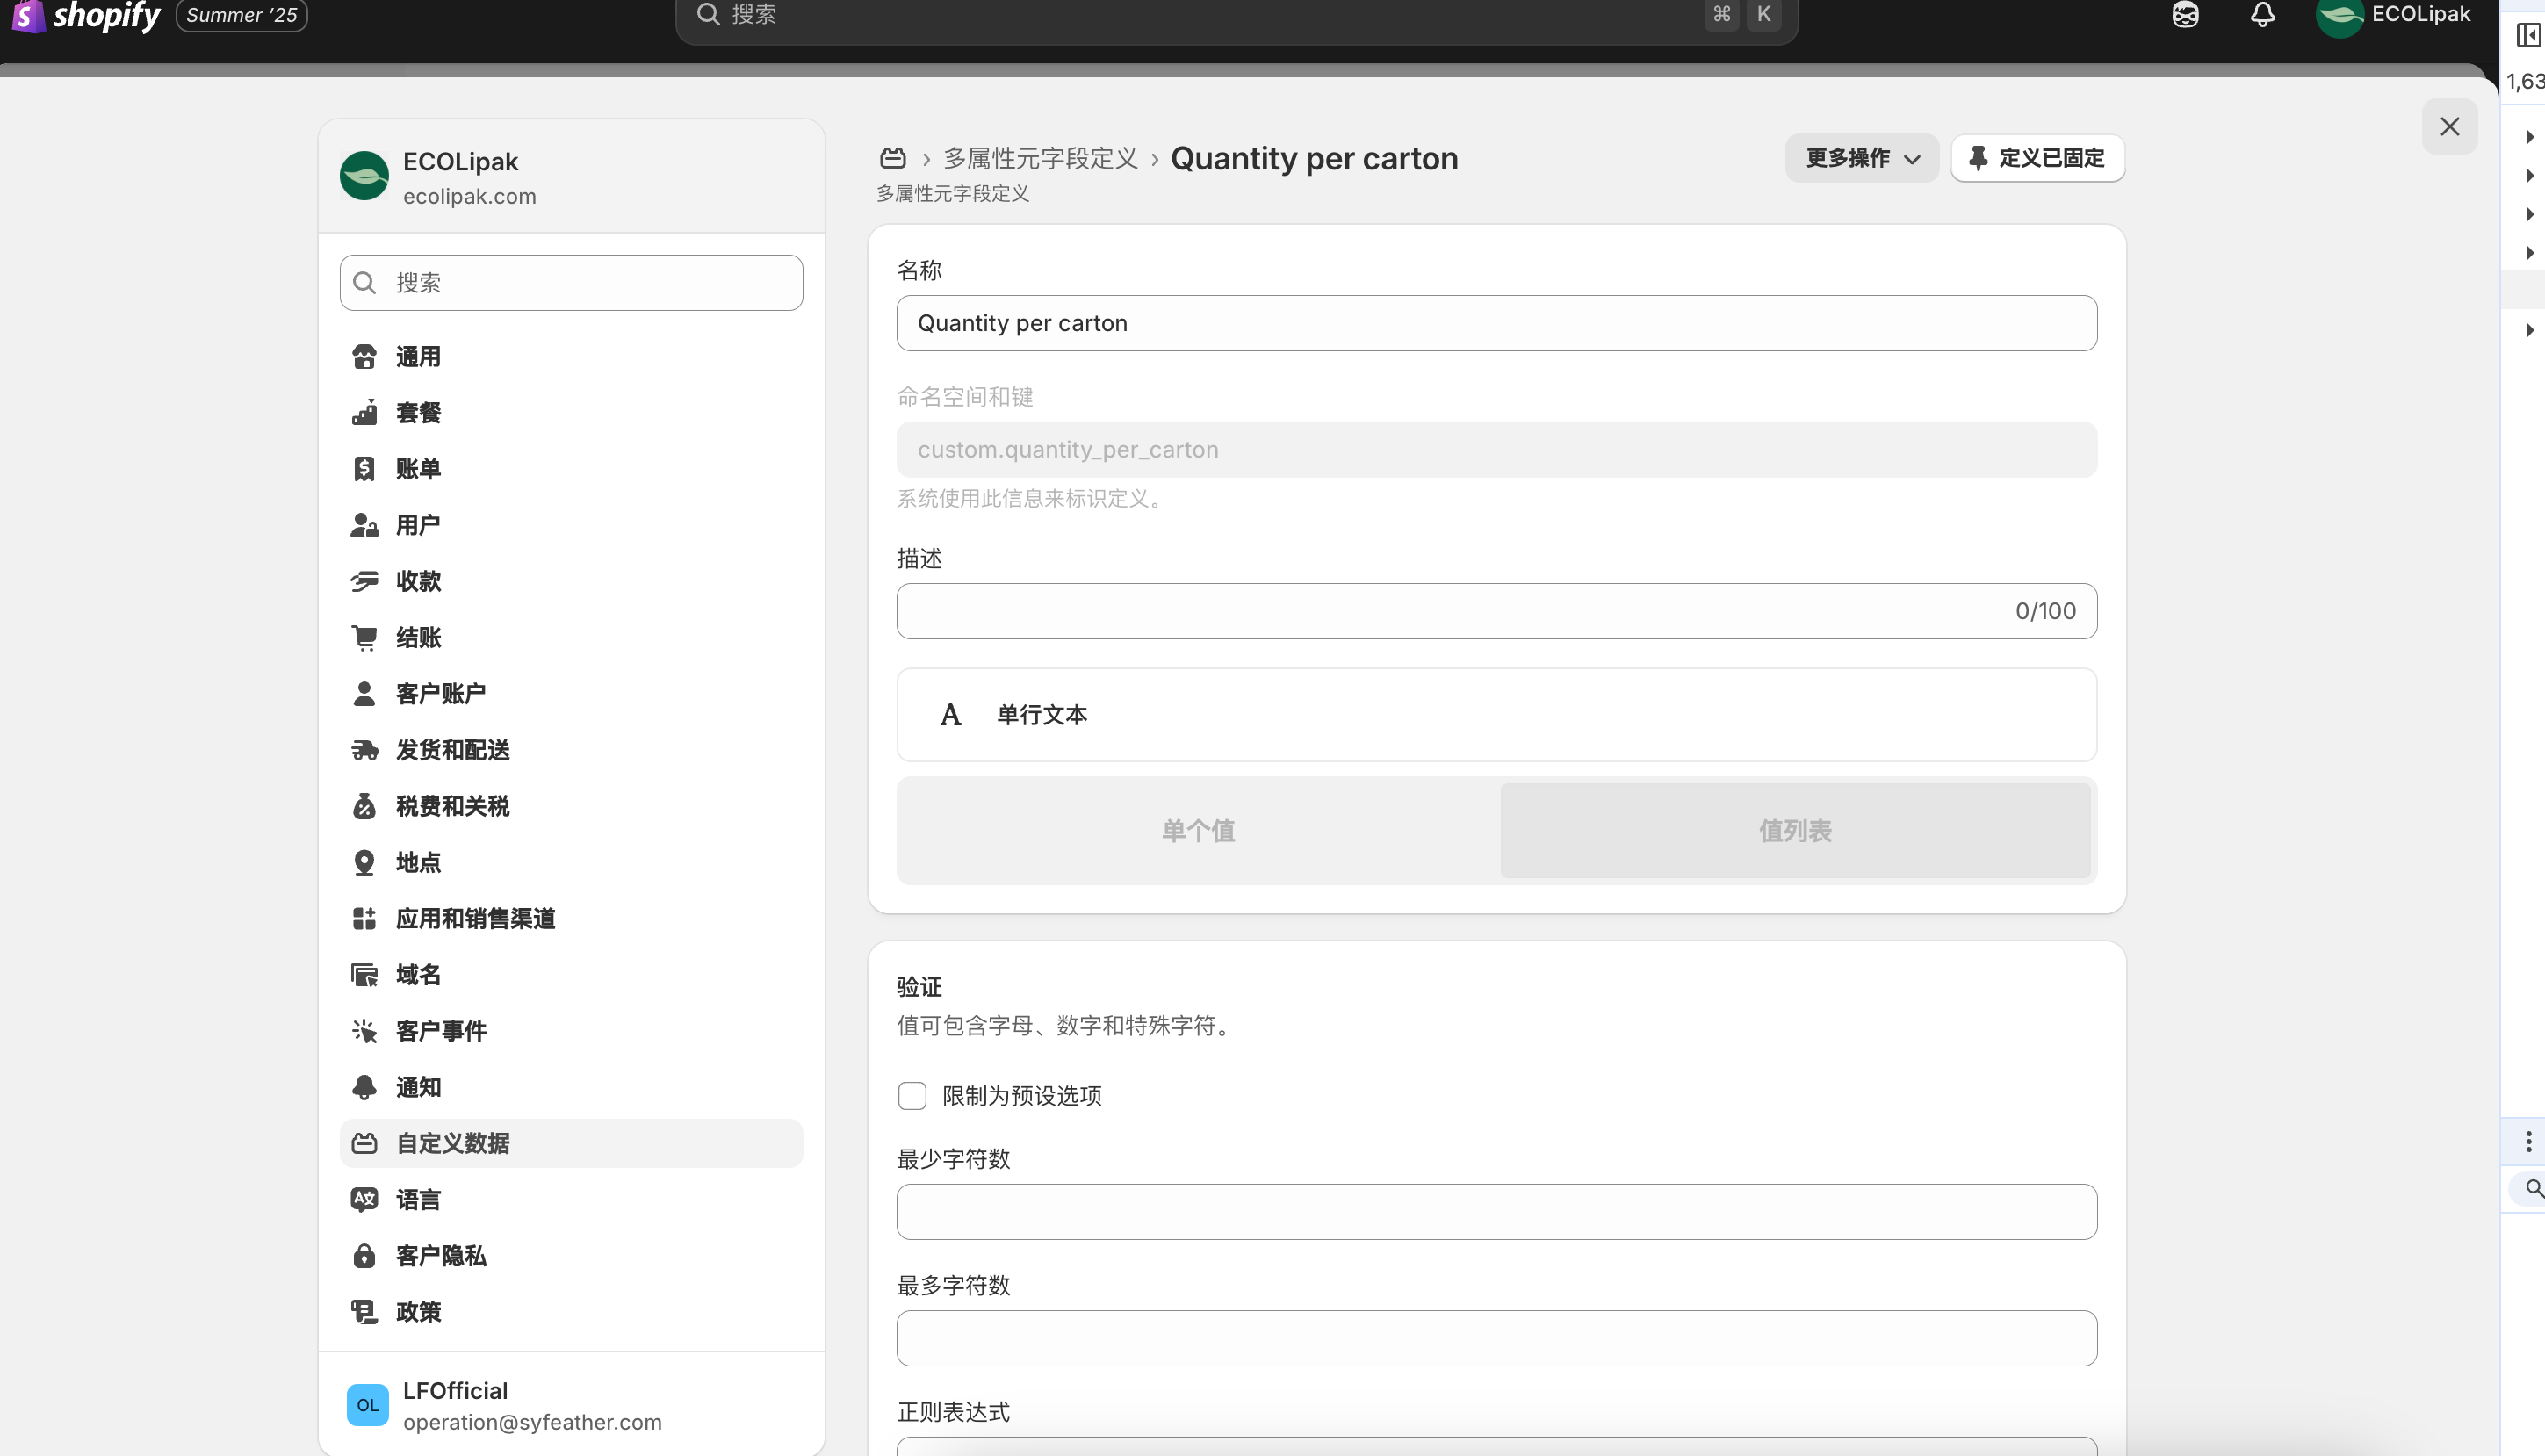 shopify
Summer '25
搜索
⌘ K
ECOLipak
1,63
ECOLipak
ecolipak.com
搜索
通用
套餐
账单
用户
收款
结账
客户账户
发货和配送
税费和关税
地点
应用和销售渠道
域名
客户事件
通知
自定义数据
语言
客户隐私
政策
OL
LFOfficial
operation@syfeather.com
› 多属性元字段定义 › Quantity per carton
多属性元字段定义
更多操作
定义已固定
名称
Quantity per carton
命名空间和键
custom.quantity_per_carton
系统使用此信息来标识定义。
描述
0/100
单行文本
单个值
值列表
验证
值可包含字母、数字和特殊字符。
限制为预设选项
最少字符数
最多字符数
正则表达式